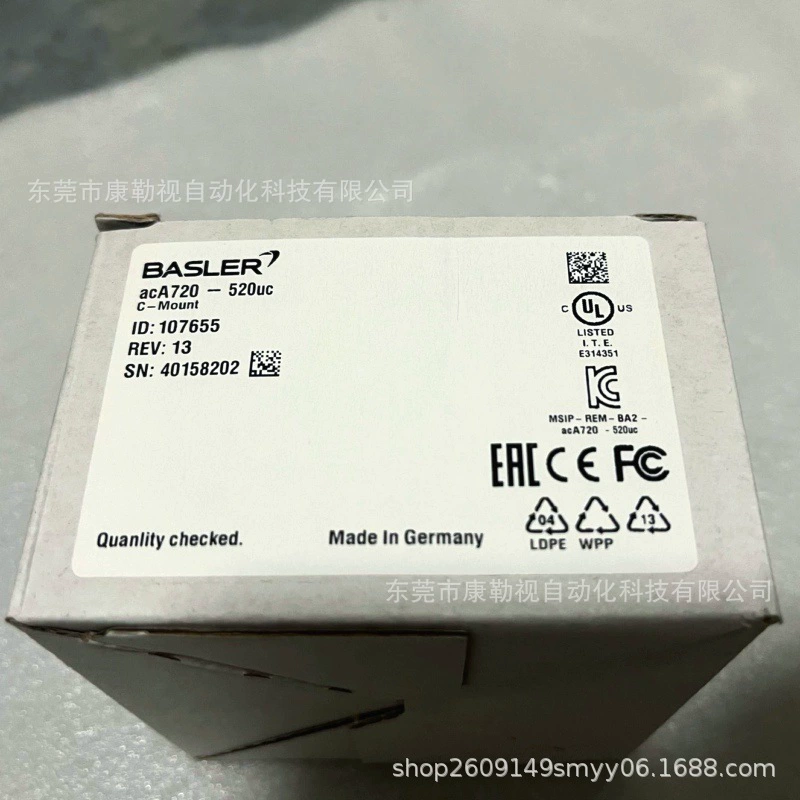 东莞市康勒视自动化科技有限公司
BASLER
acA720 － 520uc
C－Mount
ID: 107655
REV: 13
SN: 40158202
C UL US
LISTED
I. T. E.
E314351
MSIP－REM－BA2－
acA720 - 520uc
EAC CE FC
04 13
LDPE WPP
Quanlity checked.
Made In Germany
东莞市康勒视自动化科技有限公司
shop2609149smyy06.1688.com